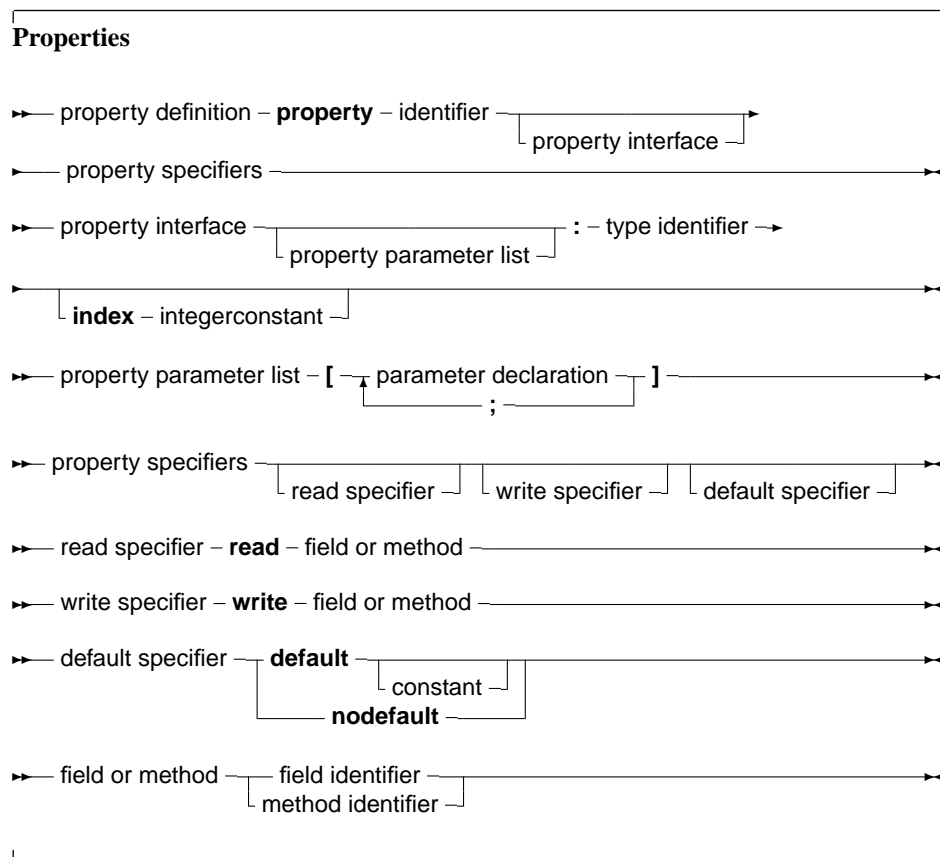 Properties
property definition – property – identifier
property interface
property specifiers
property interface : – type identifier
property parameter list
index – integerconstant
property parameter list – [ parameter declaration ]
;
property specifiers
read specifier write specifier default specifier
read specifier – read – field or method
write specifier – write – field or method
default specifier default
constant
nodefault
field or method field identifier
method identifier